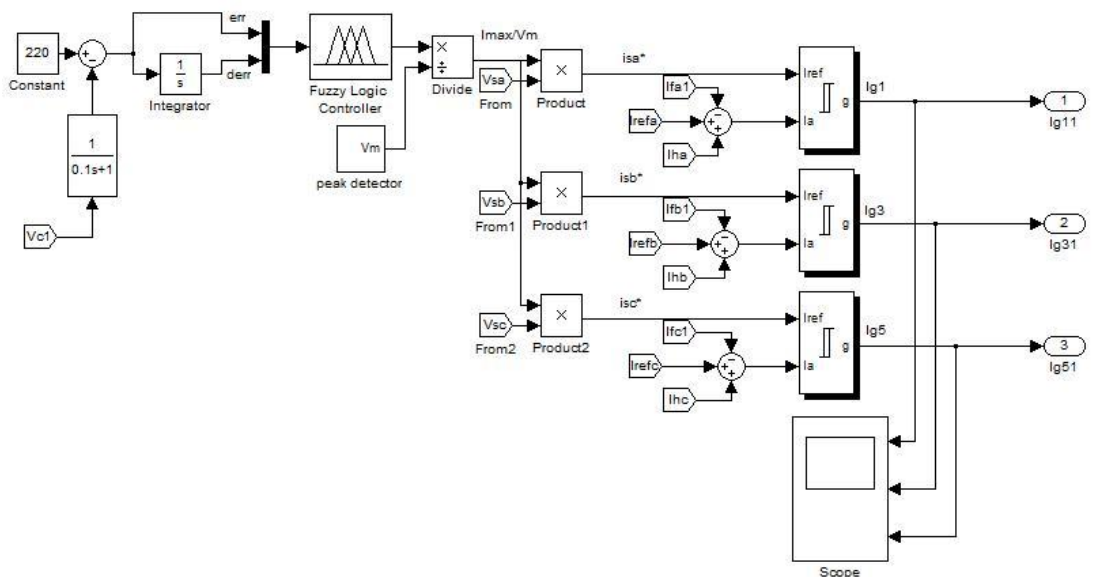 err
220
derr
Constant
1
s
Integrator
Fuzzy Logic
Controller
Imax/Vm
Divide
Vm
peak detector
1
0.1s+1
Vc1
Vsa
From
Product
isa*
Ifa1
Irefa
Iha
Iref
Ia
g
Ig1
1
Ig11
Vsb
From1
Product1
isb*
Ifb1
Irefb
Ihb
Iref
Ia
g
Ig3
2
Ig31
Vsc
From2
Product2
isc*
Ifc1
Irefc
Ihc
Iref
Ia
g
Ig5
3
Ig51
Scope